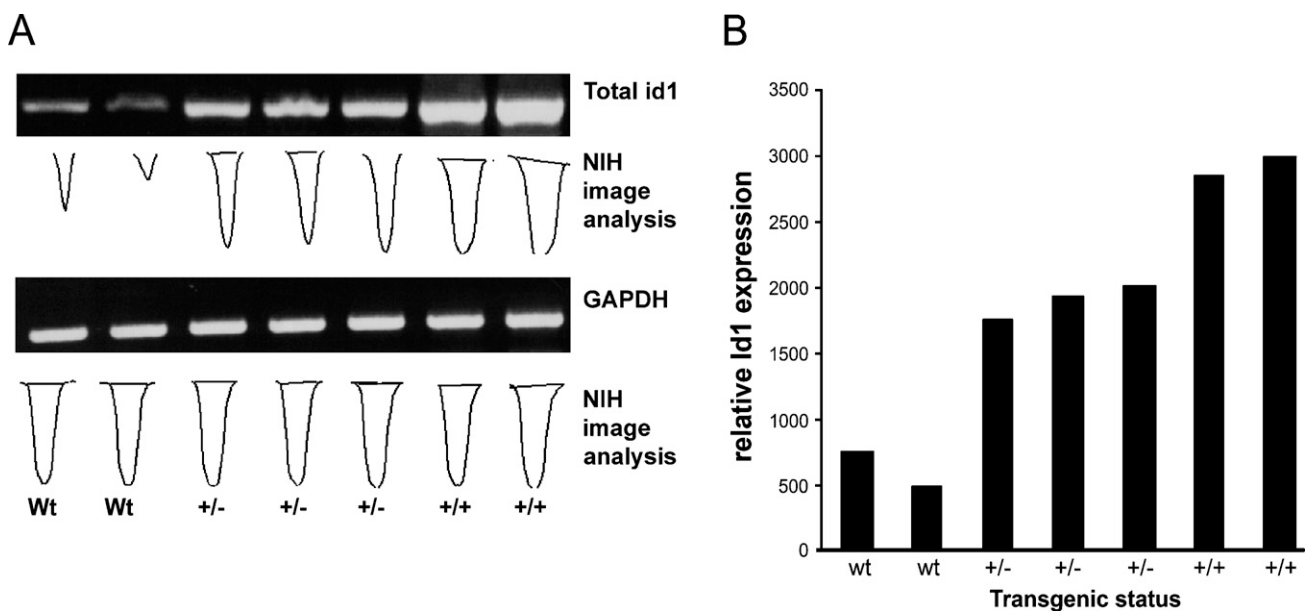 A
Total id1
NIH
image
analysis
GAPDH
NIH
image
analysis
Wt Wt +/- +/- +/- +/+ +/+
B
relative Id1 expression
3500
3000
2500
2000
1500
1000
500
0
wt wt +/- +/- +/- +/+ +/+
Transgenic status